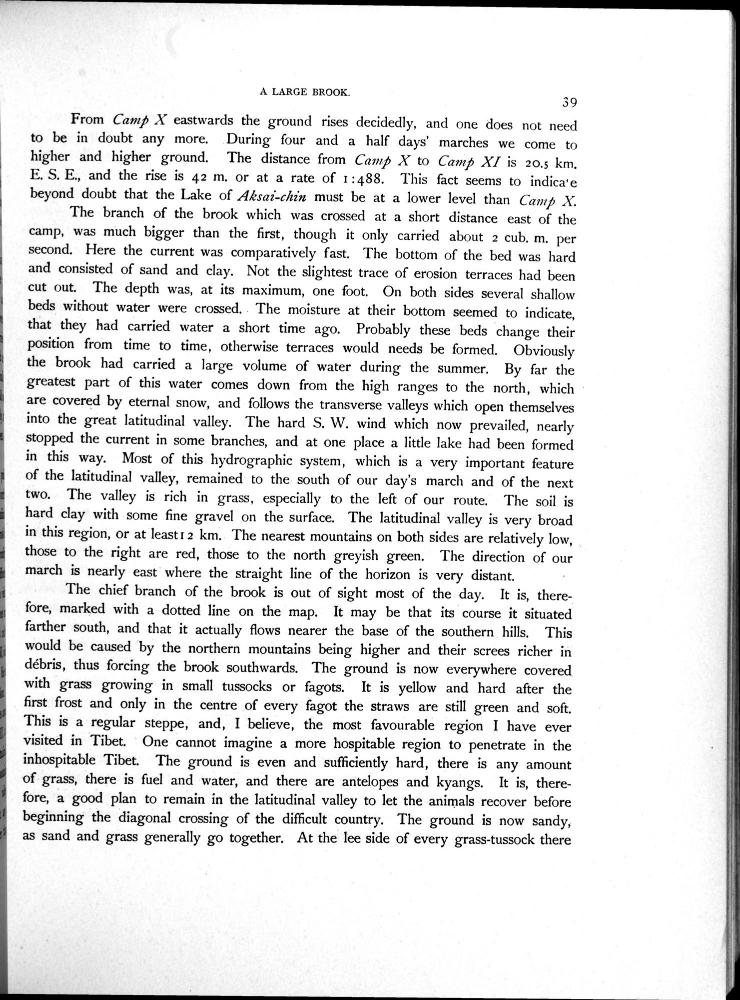 A LARGE BROOK.
39
From Camp X eastwards the ground rises decidedly, and one does not need
to be in doubt any more. During four and a half days' marches we come to
higher and higher ground. The distance from Camp X to Camp XI is 20.5 km.
E. S. E., and the rise is 42 m. or at a rate of 1:488. This fact seems to indica'e
beyond doubt that the Lake of Aksai-chin must be at a lower level than Camp X.
The branch of the brook which was crossed at a short distance east of the
camp, was much bigger than the first, though it only carried about 2 cub. m. per
second. Here the current was comparatively fast. The bottom of the bed was hard
and consisted of sand and clay. Not the slightest trace of erosion terraces had been
cut out. The depth was, at its maximum, one foot. On both sides several shallow
beds without water were crossed. The moisture at their bottom seemed to indicate,
that they had carried water a short time ago. Probably these beds change their
position from time to time, otherwise terraces would needs be formed. Obviously
the brook had carried a large volume of water during the summer. By far the
greatest part of this water comes down from the high ranges to the north, which
are covered by eternal snow, and follows the transverse valleys which open themselves
into the great latitudinal valley. The hard S. W. wind which now prevailed, nearly
stopped the current in some branches, and at one place a little lake had been formed
in this way. Most of this hydrographic system, which is a very important feature
of the latitudinal valley, remained to the south of our day's march and of the next
two. The valley is rich in grass, especially to the left of our route. The soil is
hard clay with some fine gravel on the surface. The latitudinal valley is very broad
in this region, or at least12 km. The nearest mountains on both sides are relatively low,
those to the right are red, those to the north greyish green. The direction of our
march is nearly east where the straight line of the horizon is very distant.
The chief branch of the brook is out of sight most of the day. It is, there-
fore, marked with a dotted line on the map. It may be that its course it situated
farther south, and that it actually flows nearer the base of the southern hills. This
would be caused by the northern mountains being higher and their screes richer in
débris, thus forcing the brook southwards. The ground is now everywhere covered
with grass growing in small tussocks or fagots. It is yellow and hard after the
first frost and only in the centre of every fagot the straws are still green and soft.
This is a regular steppe, and, I believe, the most favourable region I have ever
visited in Tibet. One cannot imagine a more hospitable region to penetrate in the
inhospitable Tibet. The ground is even and sufficiently hard, there is any amount
of grass, there is fuel and water, and there are antelopes and kyangs. It is, there-
fore, a good plan to remain in the latitudinal valley to let the animals recover before
beginning the diagonal crossing of the difficult country. The ground is now sandy,
as sand and grass generally go together. At the lee side of every grass-tussock there